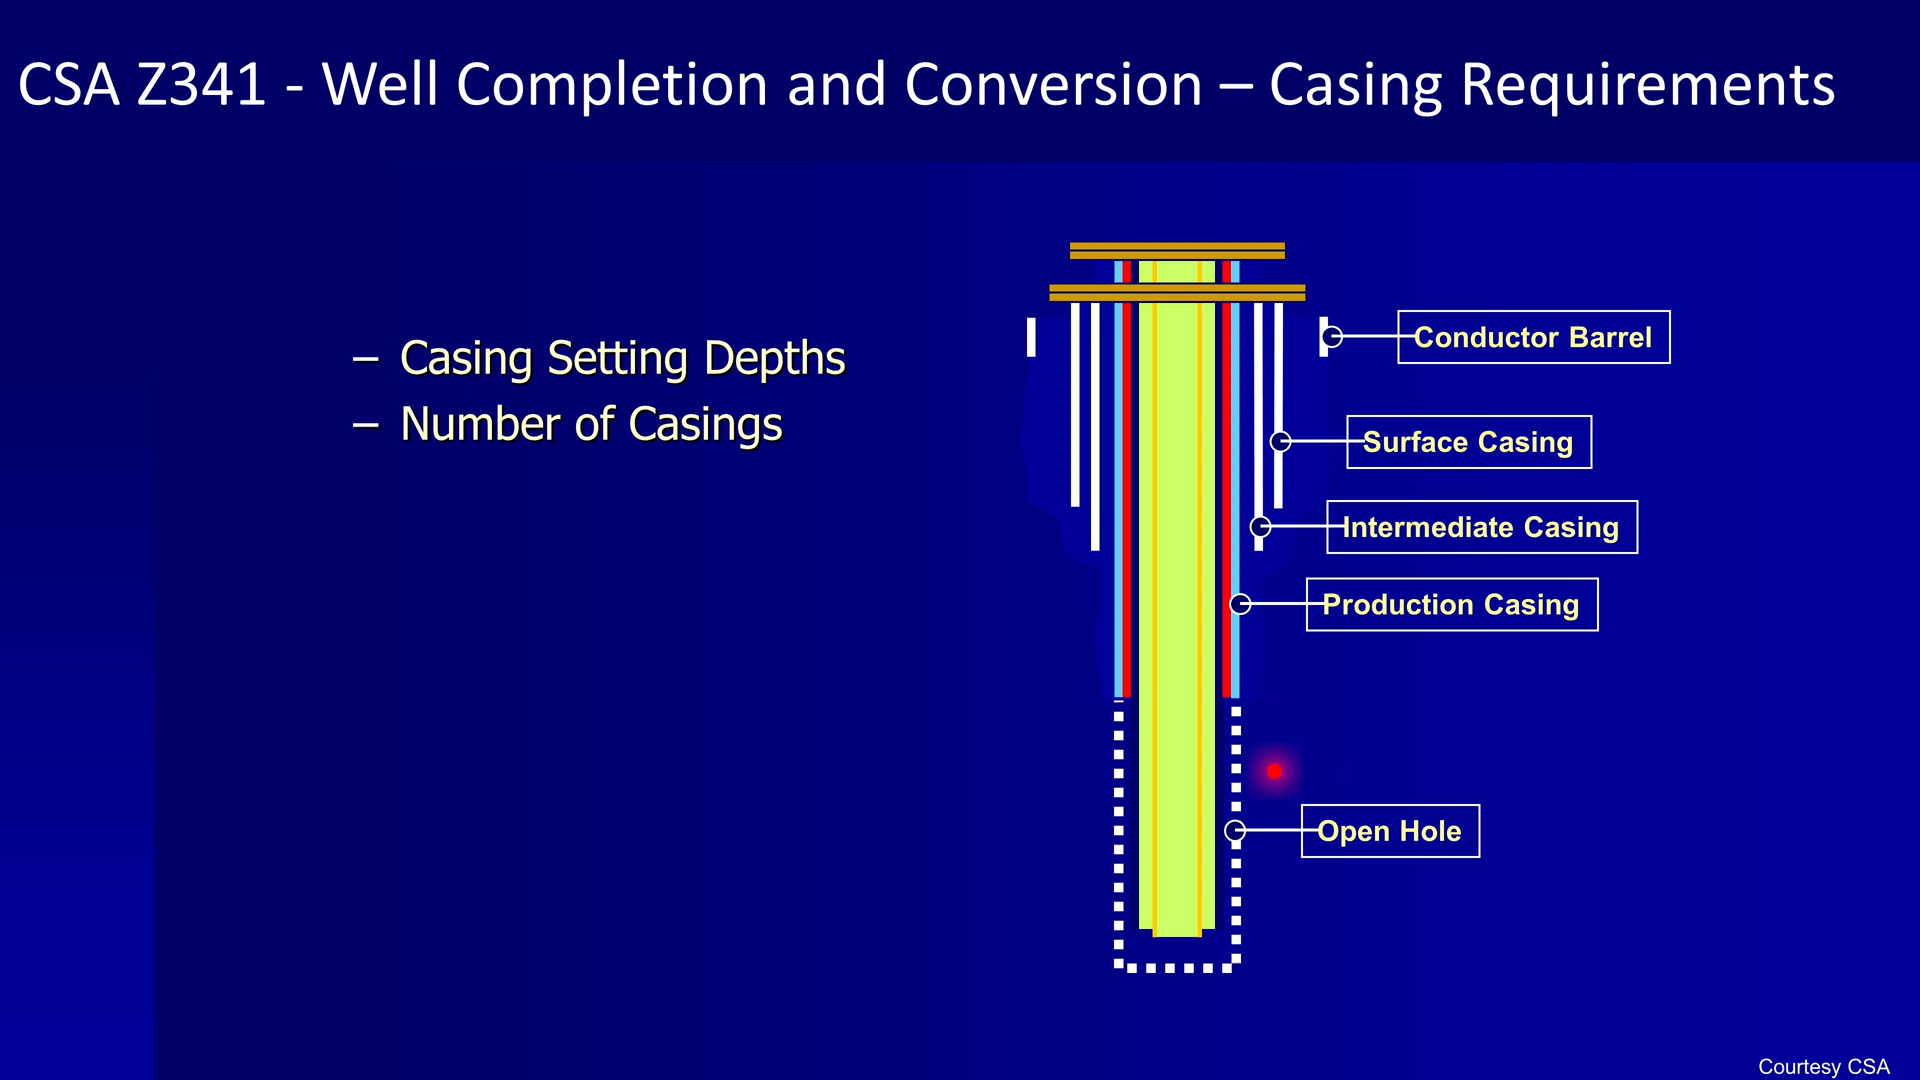 CSA Z341 - Well Completion and Conversion – Casing Requirements
– Casing Setting Depths
– Number of Casings
Conductor Barrel
Surface Casing
Intermediate Casing
Production Casing
Open Hole
Courtesy CSA